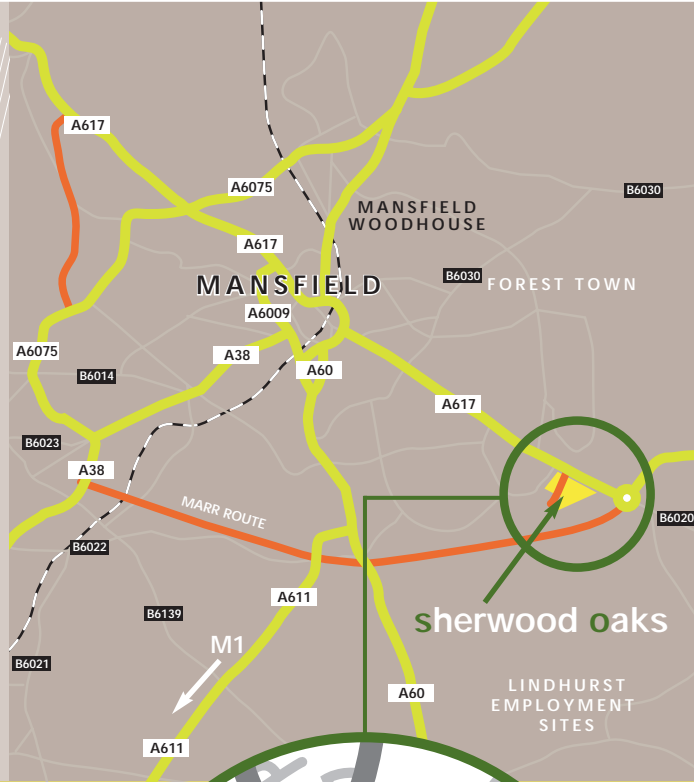 A617
A6075
B6030
MANSFIELD
WOODHOUSE
A617
B6030
FOREST TOWN
MANSFIELD
A6009
A6075
A38
A60
B6014
A617
B6023
A38
MARR ROUTE
B6020
B6022
A611
B6139
sherwood oaks
M1
B6021
A60
LINDHURST
EMPLOYMENT
SITES
A611